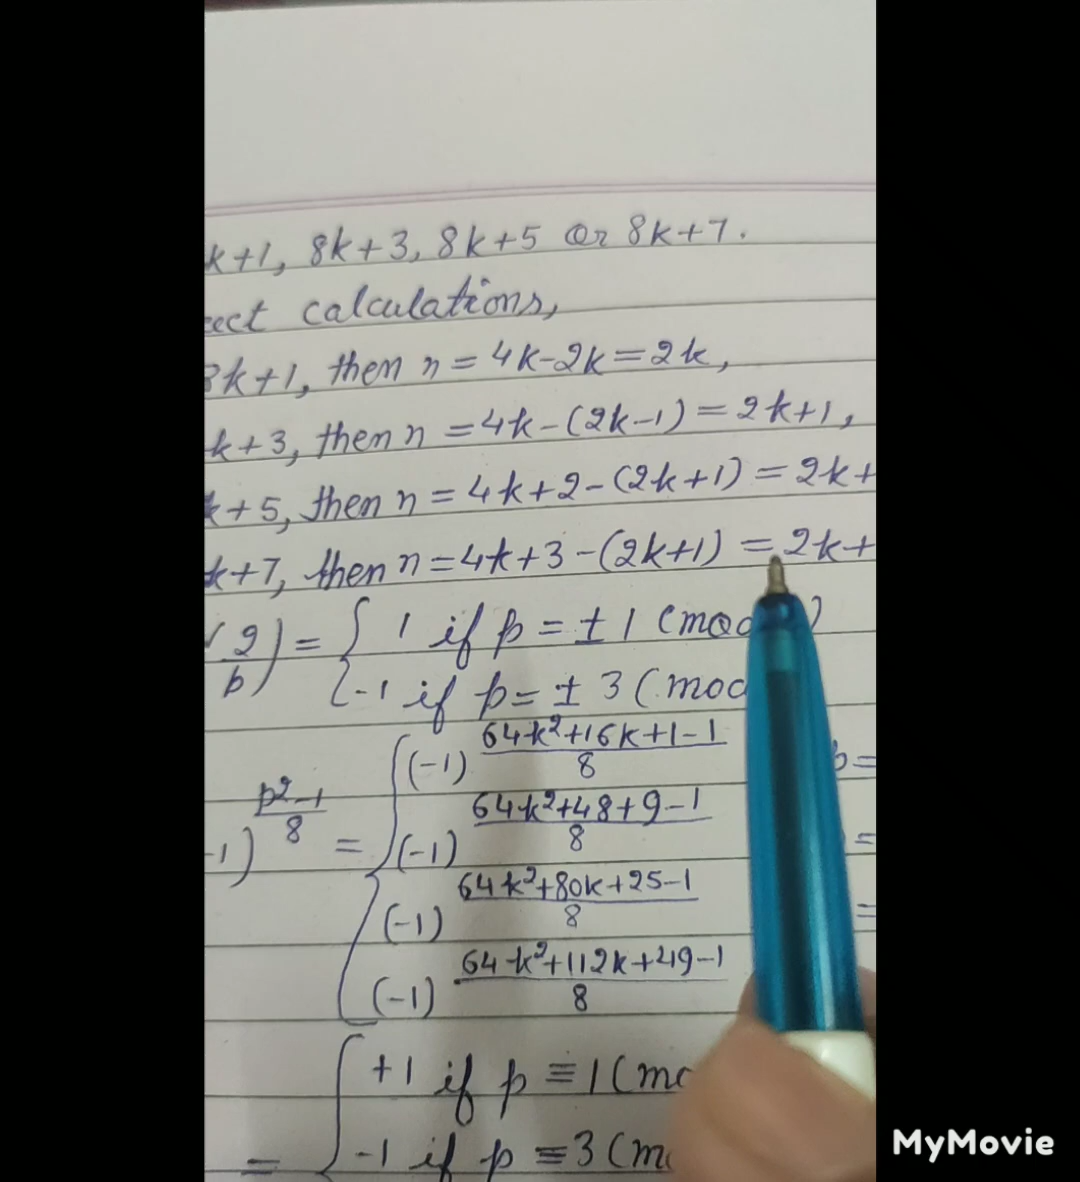 k+1, 8k+3, 8k+5 Or 8k+7.
ect calculations,
8k+1, then n = 4k-2k = 2k,
k+3, then n = 4k-(2k-1) = 2k+1,
k+5, then n = 4k+2-(2k+1) = 2k+
k+7, then n = 4k+3-(2k+1) = 2k+
(2/p) = { 1 if p = ±1 (mod )
{ -1 if p = ±3 (mod
(-1)^((p²-1)/8) = { (-1)^((64k²+16k+1-1)/8) p=
(-1)^((64k²+48+9-1)/8) =
(-1)^((64k²+80k+25-1)/8) =
(-1)^((64k²+112k+49-1)/8)
= { +1 if p ≡ 1 (mo
-1 if p ≡ 3 (mo
MyMovie